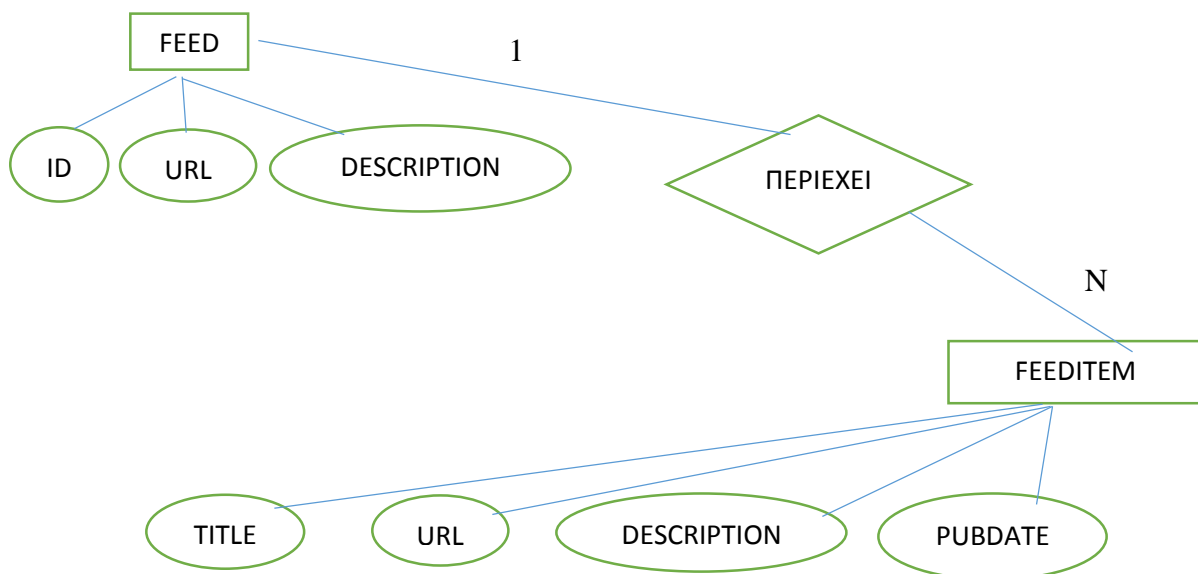 FEED
1
ID
URL
DESCRIPTION
ΠΕΡΙΕΧΕΙ
N
FEEDITEM
TITLE
URL
DESCRIPTION
PUBDATE